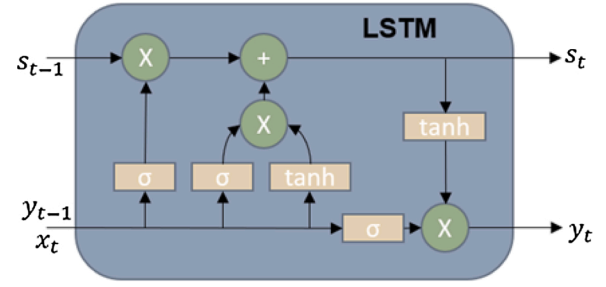 LSTM
s_{t-1} X + s_t
X
tanh
σ σ tanh
y_{t-1}
x_t σ X y_t